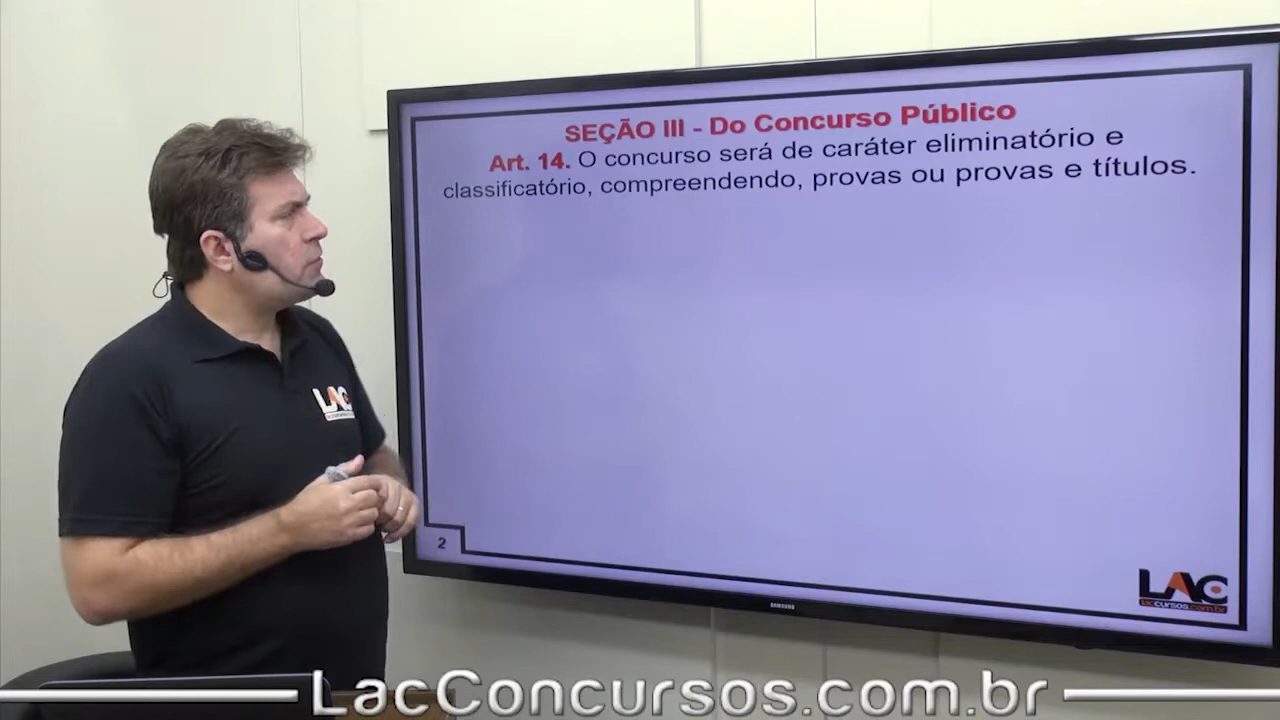 SEÇÃO III - Do Concurso Público
Art. 14. O concurso será de caráter eliminatório e
classificatório, compreendendo, provas ou provas e títulos.
LAC
2
SAMSUNG
LAC
laccursos.com.br
LacConcursos.com.br